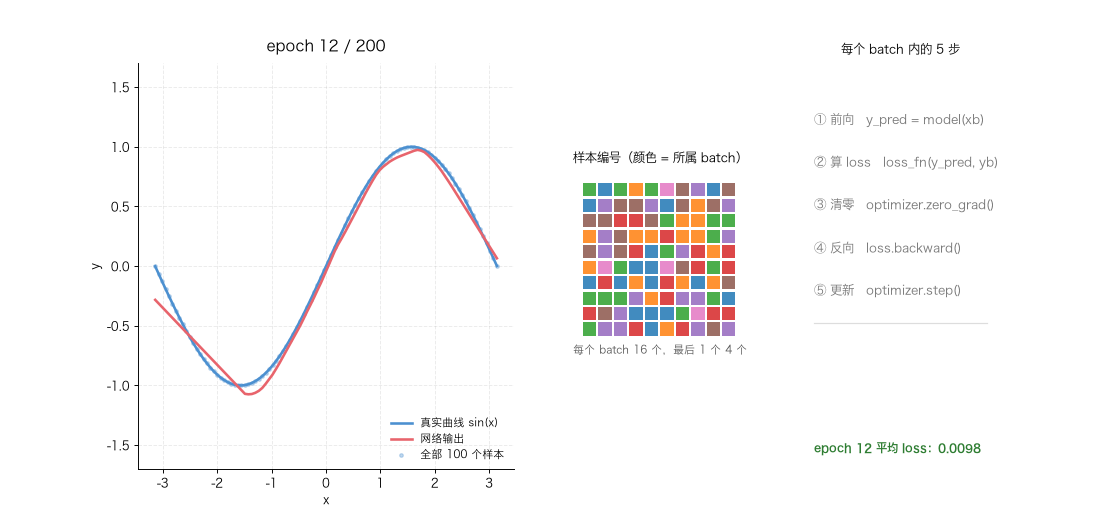 epoch 12 / 200
1.5
1.0
0.5
0.0
-0.5
-1.0
-1.5
y
-3
-2
-1
0
1
2
3
x
真实曲线 sin(x)
网络输出
全部 100 个样本
样本编号（颜色 = 所属 batch）
每个 batch 16 个，最后 1 个 4 个
每个 batch 内的 5 步
① 前向 y_pred = model(xb)
② 算 loss loss_fn(y_pred, yb)
③ 清零 optimizer.zero_grad()
④ 反向 loss.backward()
⑤ 更新 optimizer.step()
epoch 12 平均 loss：0.0098